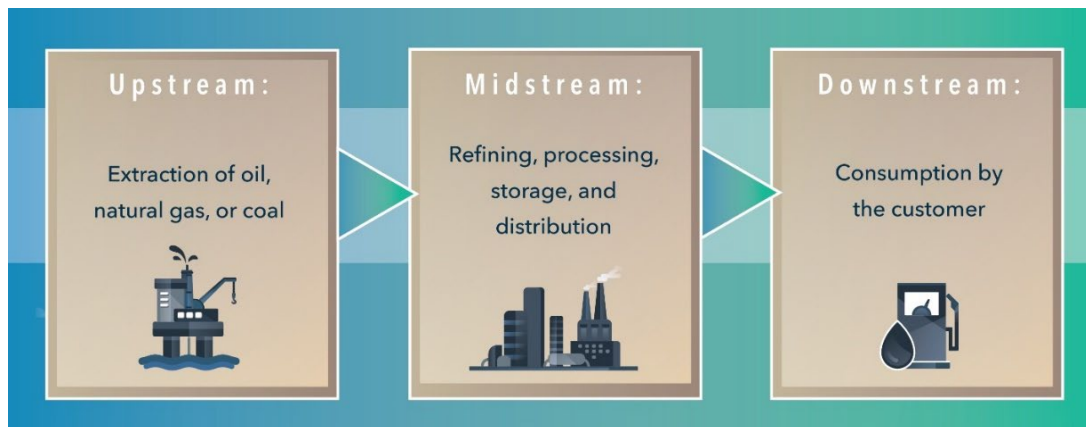 Upstream:
Extraction of oil,
natural gas, or coal
Midstream:
Refining, processing,
storage, and
distribution
Downstream:
Consumption by
the customer